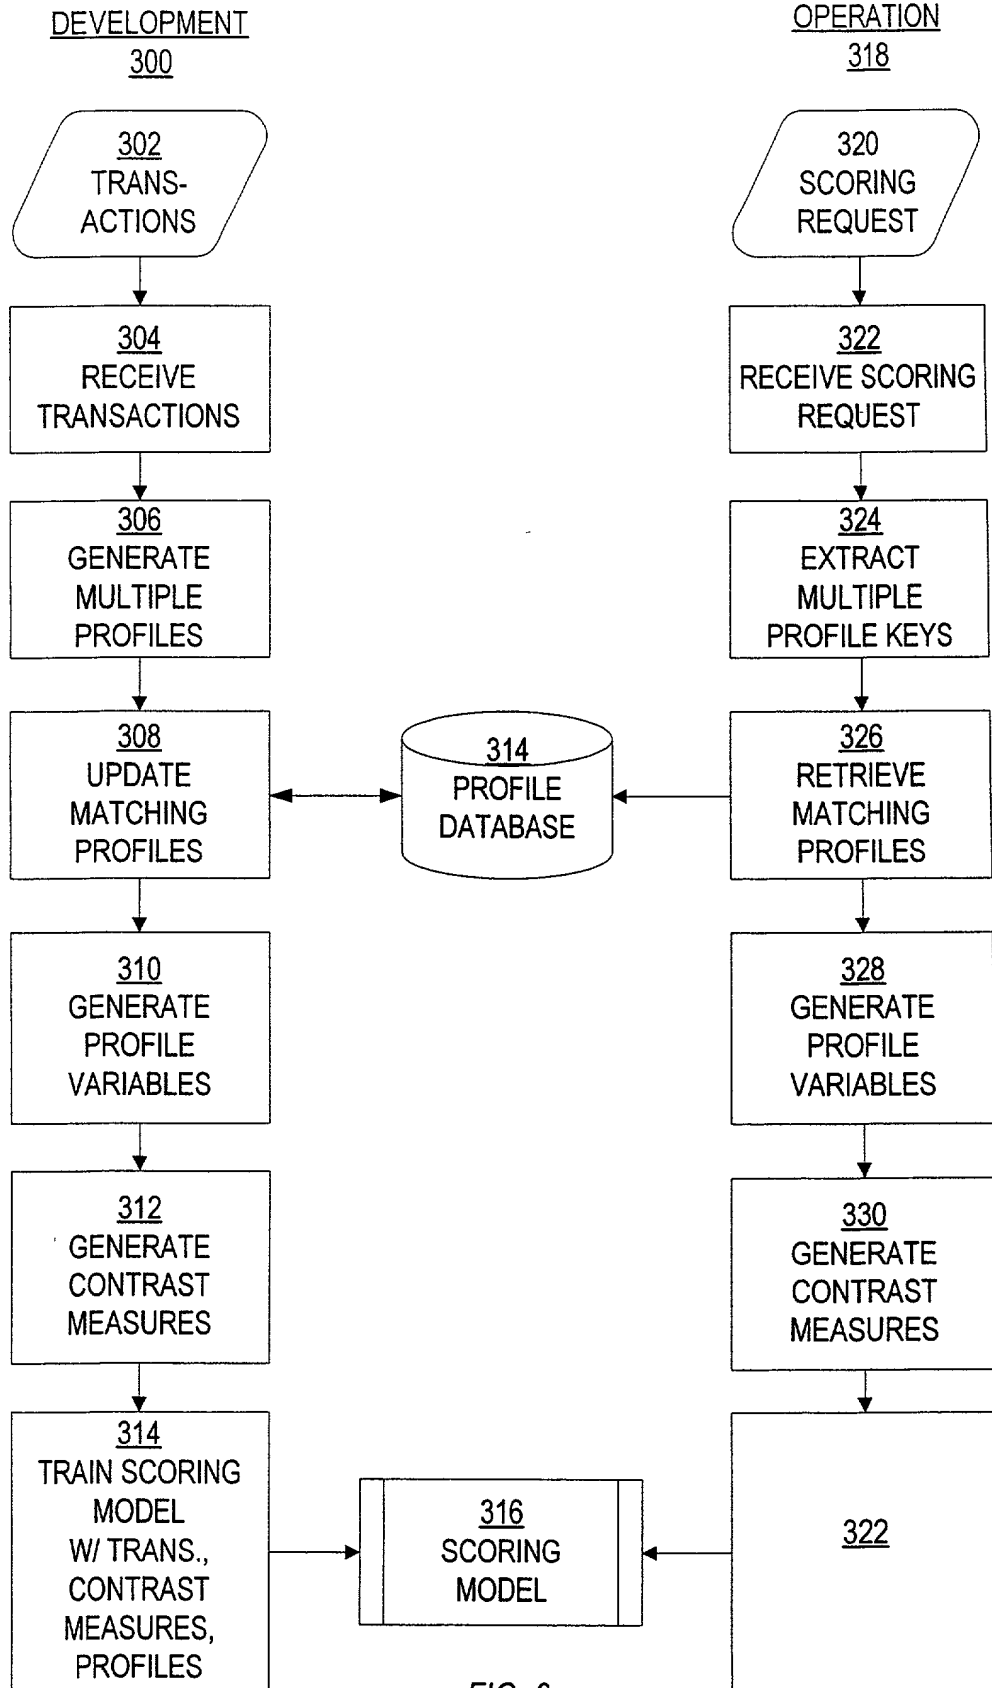 DEVELOPMENT
300
302
TRANS-
ACTIONS
304
RECEIVE
TRANSACTIONS
306
GENERATE
MULTIPLE
PROFILES
308
UPDATE
MATCHING
PROFILES
310
GENERATE
PROFILE
VARIABLES
312
GENERATE
CONTRAST
MEASURES
314
TRAIN SCORING
MODEL
W/ TRANS.,
CONTRAST
MEASURES,
PROFILES
314
PROFILE
DATABASE
316
SCORING
MODEL
OPERATION
318
320
SCORING
REQUEST
322
RECEIVE SCORING
REQUEST
324
EXTRACT
MULTIPLE
PROFILE KEYS
326
RETRIEVE
MATCHING
PROFILES
328
GENERATE
PROFILE
VARIABLES
330
GENERATE
CONTRAST
MEASURES
322